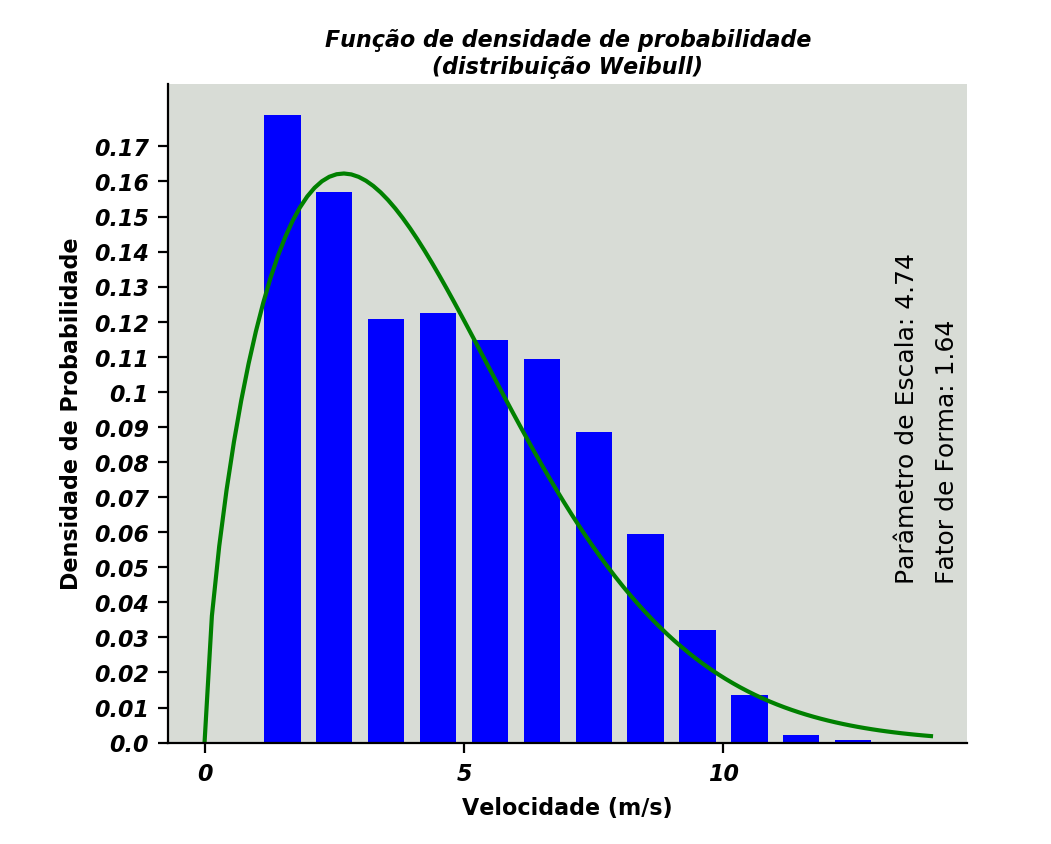 Função de densidade de probabilidade
(distribuição Weibull)
Densidade de Probabilidade
0.17
0.16
0.15
0.14
0.13
0.12
0.11
0.1
0.09
0.08
0.07
0.06
0.05
0.04
0.03
0.02
0.01
0.0
Parâmetro de Escala: 4.74
Fator de Forma: 1.64
0 5 10
Velocidade (m/s)